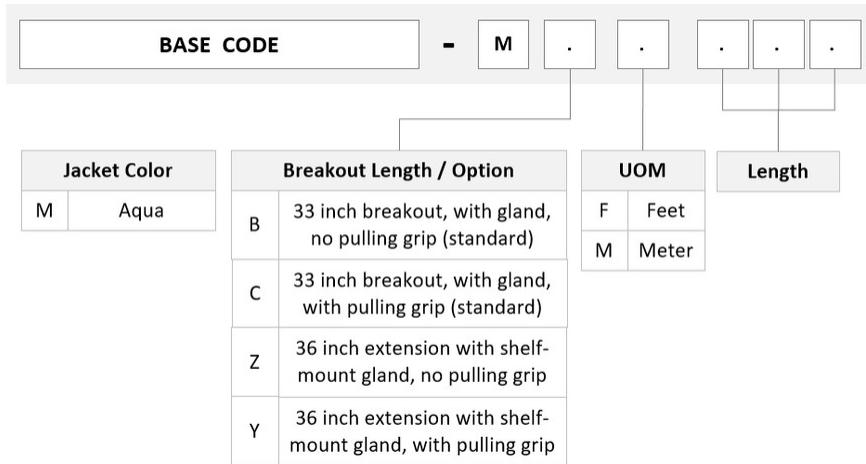 BASE CODE - M . . . . .
Jacket Color
M Aqua
Breakout Length / Option
B 33 inch breakout, with gland,
no pulling grip (standard)
C 33 inch breakout, with gland,
with pulling grip (standard)
Z 36 inch extension with shelf-
mount gland, no pulling grip
Y 36 inch extension with shelf-
mount gland, with pulling grip
UOM
F Feet
M Meter
Length